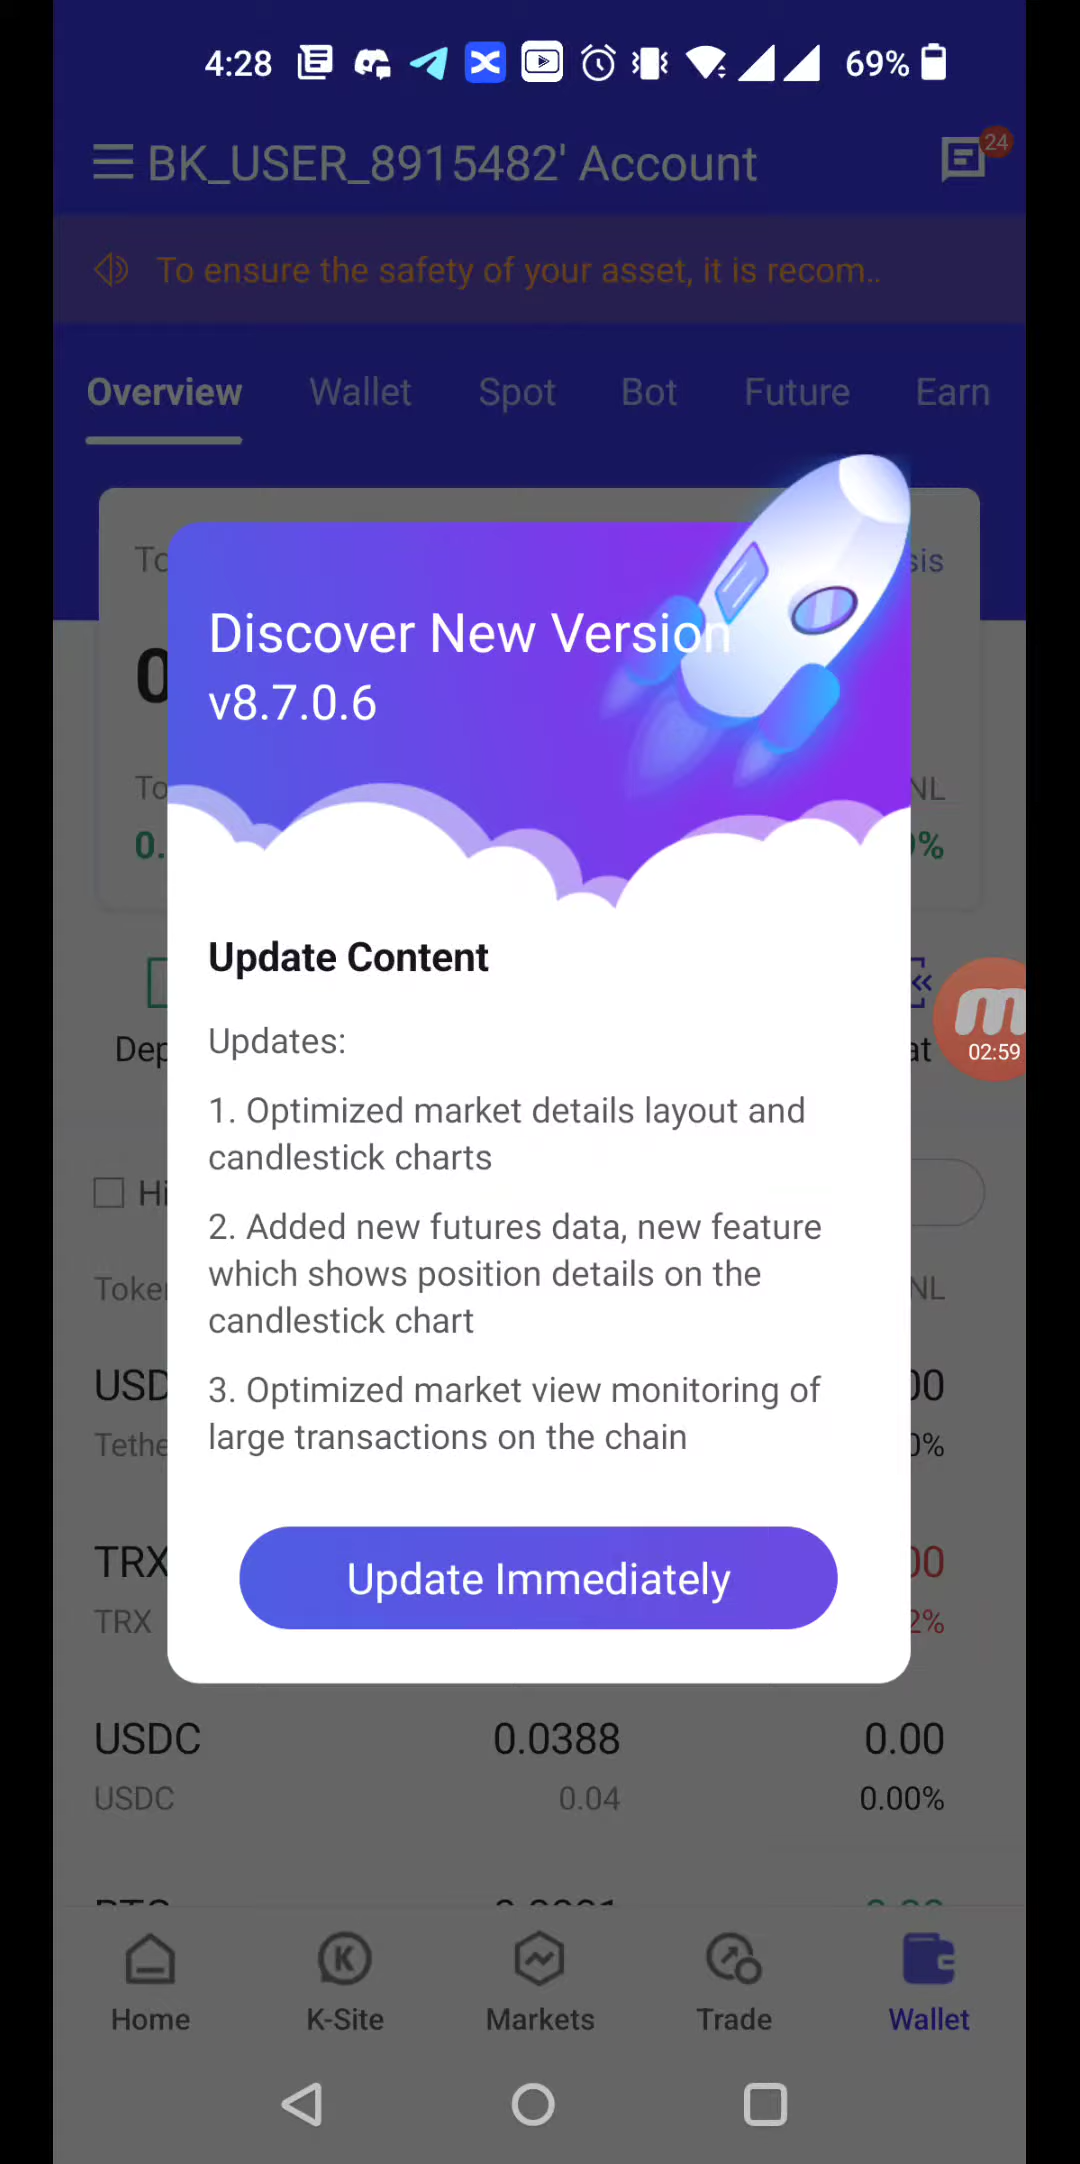 4:28 69%
BK_USER_8915482' Account 24
To ensure the safety of your asset, it is recom..
Overview Wallet Spot Bot Future Earn
Discover New Version
v8.7.0.6
Update Content
Updates:
02:59
1. Optimized market details layout and
candlestick charts
2. Added new futures data, new feature
which shows position details on the
candlestick chart
3. Optimized market view monitoring of
large transactions on the chain
Update Immediately
TRX
TRX
USDC 0.0388 0.00
USDC 0.04 0.00%
Home K-Site Markets Trade Wallet